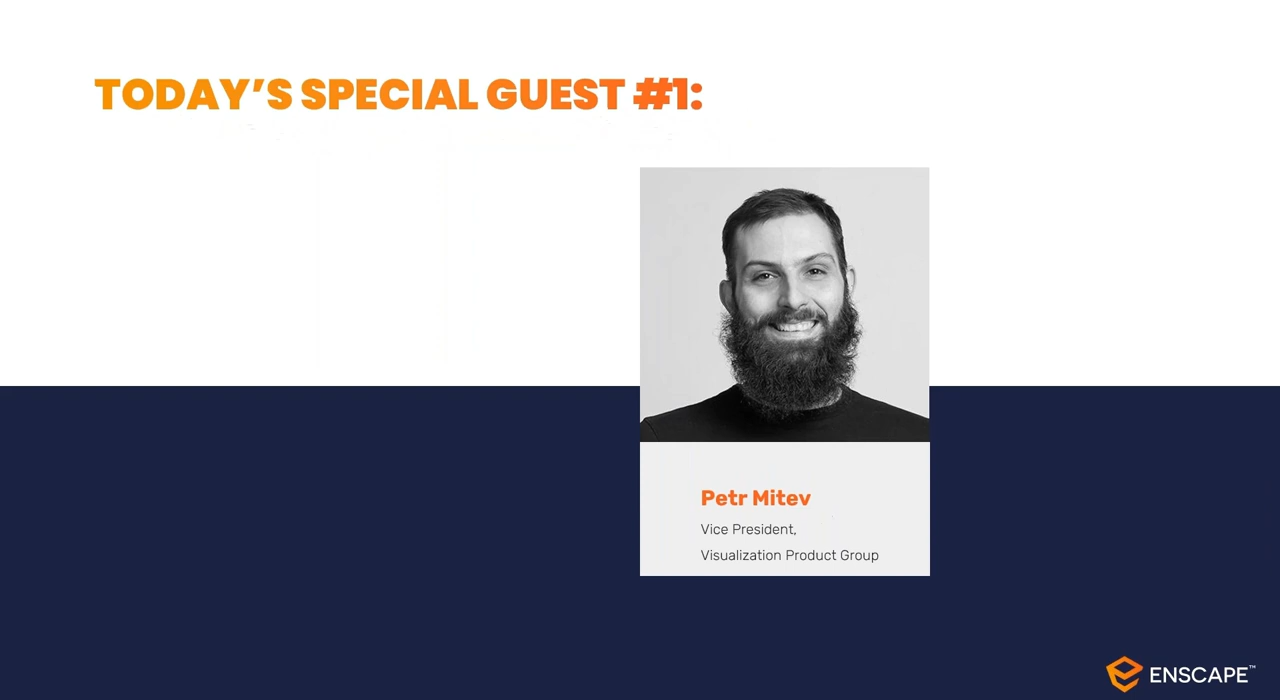 TODAY'S SPECIAL GUEST #1:
Petr Mitev
Vice President,
Visualization Product Group
ENSCAPE™